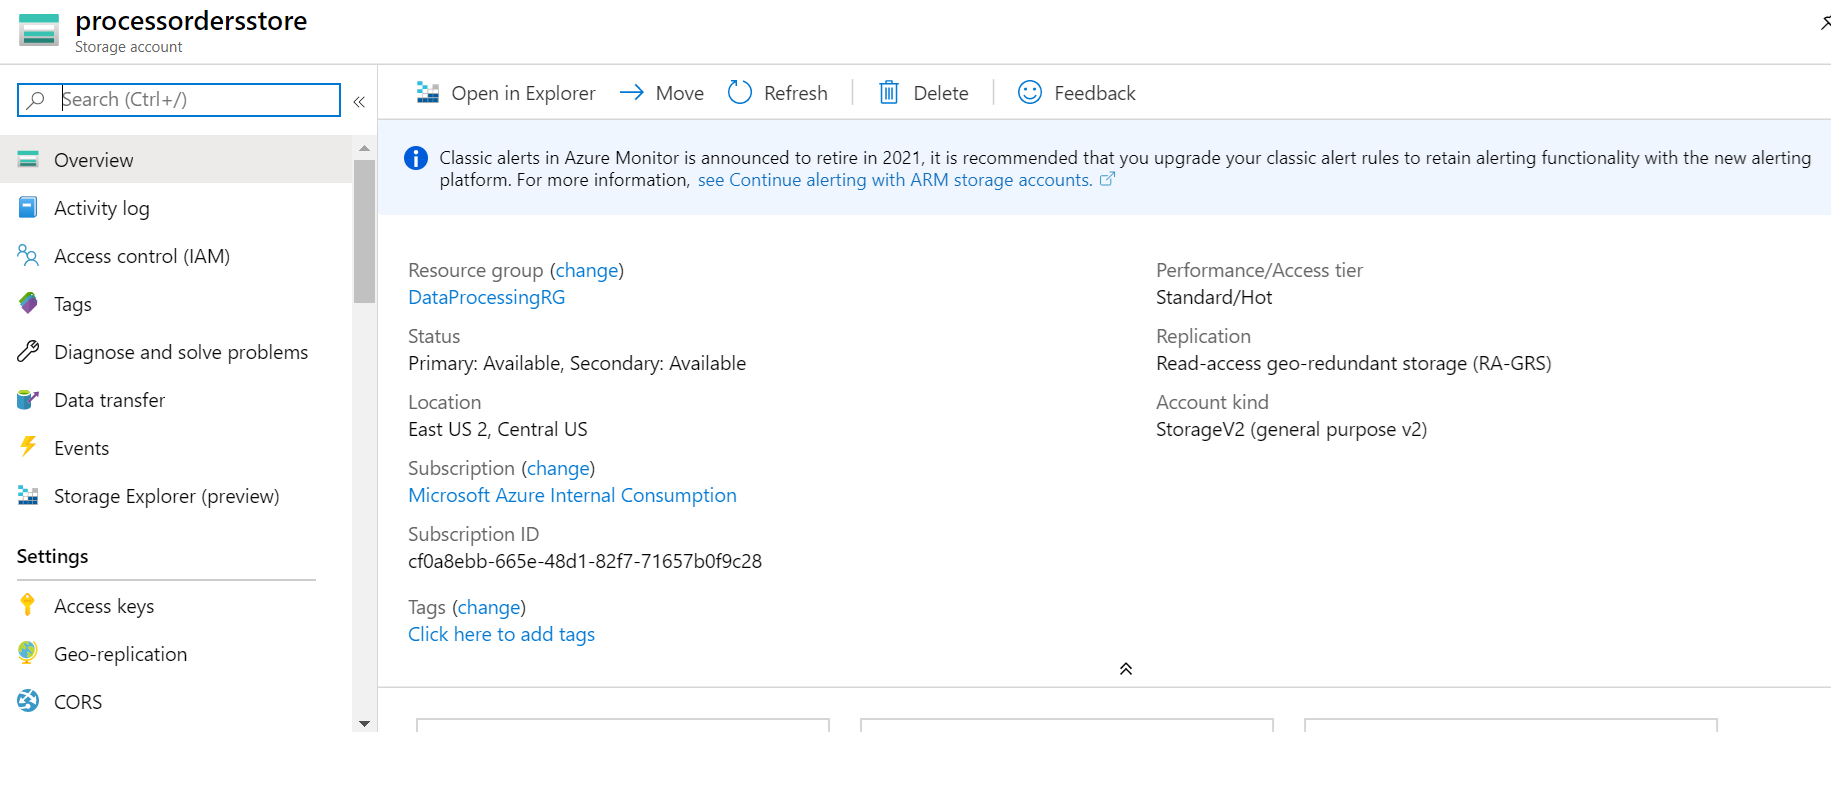 processordersstore
Storage account
Search (Ctrl+/)
«
Overview
Activity log
Access control (IAM)
Tags
Diagnose and solve problems
Data transfer
Events
Storage Explorer (preview)
Settings
Access keys
Geo-replication
CORS
Open in Explorer Move Refresh Delete Feedback
Classic alerts in Azure Monitor is announced to retire in 2021, it is recommended that you upgrade your classic alert rules to retain alerting functionality with the new alerting
platform. For more information, see Continue alerting with ARM storage accounts.
Resource group (change)
DataProcessingRG
Status
Primary: Available, Secondary: Available
Location
East US 2, Central US
Subscription (change)
Microsoft Azure Internal Consumption
Subscription ID
cf0a8ebb-665e-48d1-82f7-71657b0f9c28
Tags (change)
Click here to add tags
Performance/Access tier
Standard/Hot
Replication
Read-access geo-redundant storage (RA-GRS)
Account kind
StorageV2 (general purpose v2)